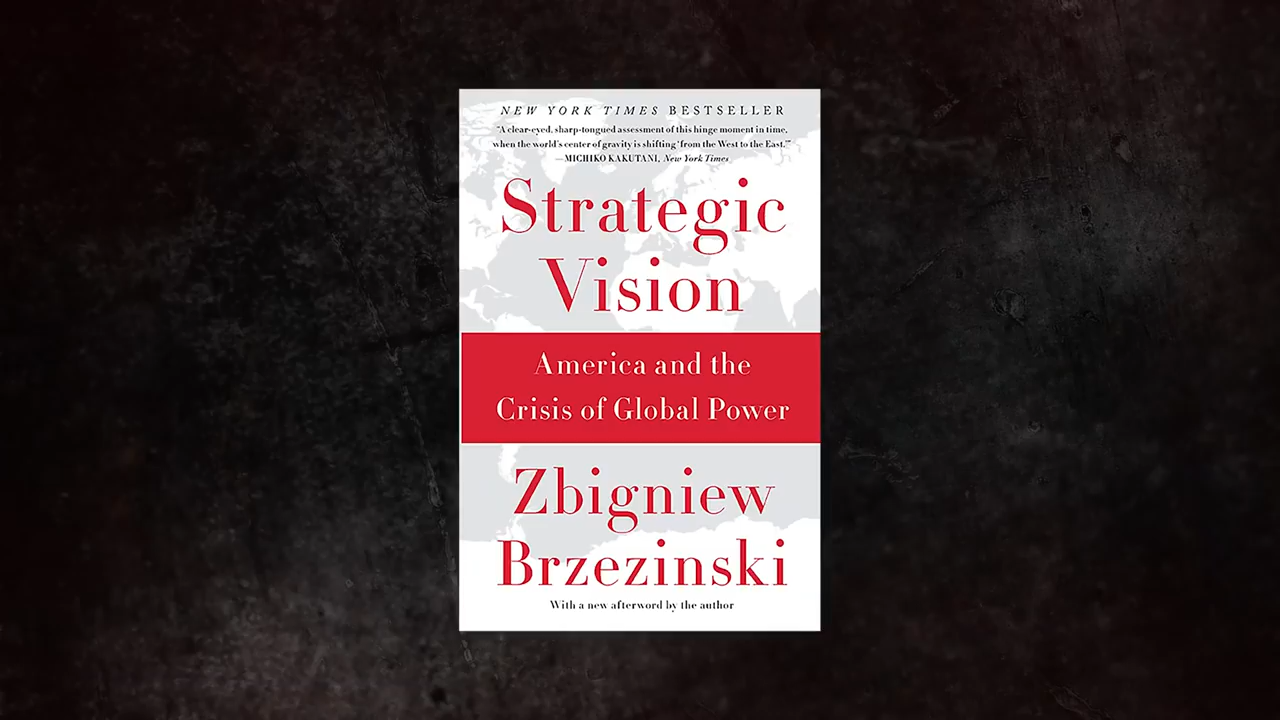 NEW YORK TIMES BESTSELLER
"A clear-eyed, sharp-tongued assessment of this hinge moment in time,
when the world's center of gravity is shifting 'from the West to the East.'"
—MICHIKO KAKUTANI, New York Times
Strategic
Vision
America and the
Crisis of Global Power
Zbigniew
Brzezinski
With a new afterword by the author